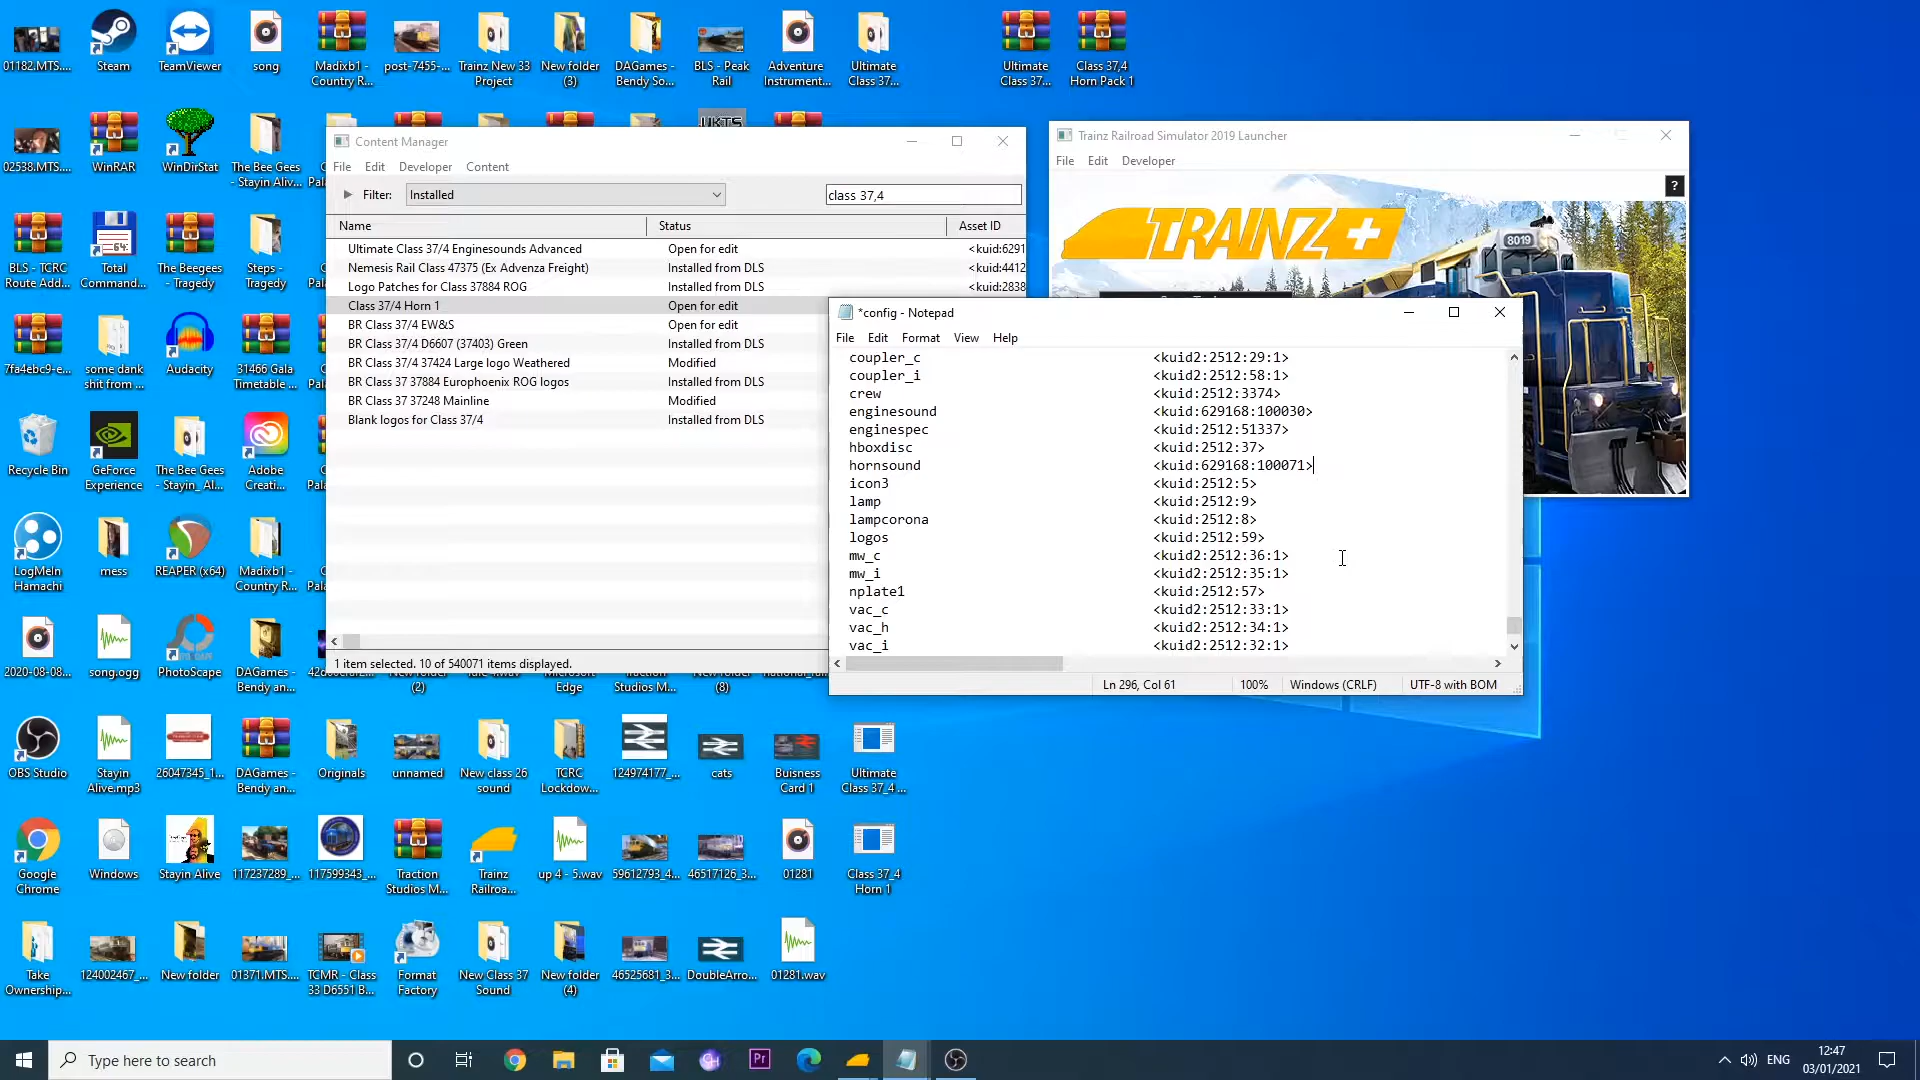 01182.MTS....
Steam
TeamViewer
song
Madixb1 -
Country R...
post-7455-...
Trainz New 33
Project
New folder
(3)
DAGames -
Bendy So...
BLS - Peak
Rail
Adventure
Instrument...
Ultimate
Class 37...
Ultimate
Class 37...
Class 37,4
Horn Pack 1
02538.MTS....
WinRAR
WinDirStat
The Bee Gees
- Stayin Aliv...
BLS - TCRC
Route Add...
Total
Command...
The Beegees
- Tragedy
Steps -
Tragedy
7fa4ebc9-e...
some dank
shit from ...
Audacity
31466 Gala
Timetable ...
Recycle Bin
GeForce
Experience
The Bee Gees
- Stayin_ Al...
Adobe
Creati...
LogMeIn
Hamachi
mess
REAPER (x64)
Madixb1 -
Country R...
2020-08-08...
song.ogg
PhotoScape
DAGames -
Bendy an...
(2)
Edge
Studios M...
(8)
OBS Studio
Stayin
Alive.mp3
26047345_1...
DAGames -
Bendy an...
Originals
unnamed
New class 26
sound
TCRC
Lockdow...
124974177_...
cats
Buisness
Card 1
Ultimate
Class 37_4 ...
Google
Chrome
Windows
Stayin Alive
117237289_...
117599343_...
Traction
Studios M...
Trainz
Railroa...
up 4 - 5.wav
59612793_4...
46517126_3...
01281
Class 37_4
Horn 1
Take
Ownership...
124002467_...
New folder
01371.MTS....
TCMR - Class
33 D6551 B...
Format
Factory
New Class 37
Sound
New folder
(4)
46525681_3...
DoubleArro...
01281.wav
Content Manager
File Edit Developer Content
Filter: Installed class 37,4
Name Status Asset ID
Ultimate Class 37/4 Enginesounds Advanced Open for edit <kuid:6291
Nemesis Rail Class 47375 (Ex Advenza Freight) Installed from DLS <kuid:4412
Logo Patches for Class 37884 ROG Installed from DLS <kuid:2838
Class 37/4 Horn 1 Open for edit
BR Class 37/4 EW&S Open for edit
BR Class 37/4 D6607 (37403) Green Installed from DLS
BR Class 37/4 37424 Large logo Weathered Modified
BR Class 37 37884 Europhoenix ROG logos Installed from DLS
BR Class 37 37248 Mainline Modified
Blank logos for Class 37/4 Installed from DLS
1 item selected. 10 of 540071 items displayed.
Trainz Railroad Simulator 2019 Launcher
File Edit Developer
?
TRAINZ+
8019
*config - Notepad
File Edit Format View Help
coupler_c <kuid2:2512:29:1>
coupler_i <kuid2:2512:58:1>
crew <kuid:2512:3374>
enginesound <kuid:629168:100030>
enginespec <kuid:2512:51337>
hboxdisc <kuid:2512:37>
hornsound <kuid:629168:100071>
icon3 <kuid:2512:5>
lamp <kuid:2512:9>
lampcorona <kuid:2512:8>
logos <kuid:2512:59>
mw_c <kuid2:2512:36:1>
mw_i <kuid2:2512:35:1>
nplate1 <kuid:2512:57>
vac_c <kuid2:2512:33:1>
vac_h <kuid2:2512:34:1>
vac_i <kuid2:2512:32:1>
Ln 296, Col 61 100% Windows (CRLF) UTF-8 with BOM
Type here to search
Pr
ENG
12:47
03/01/2021